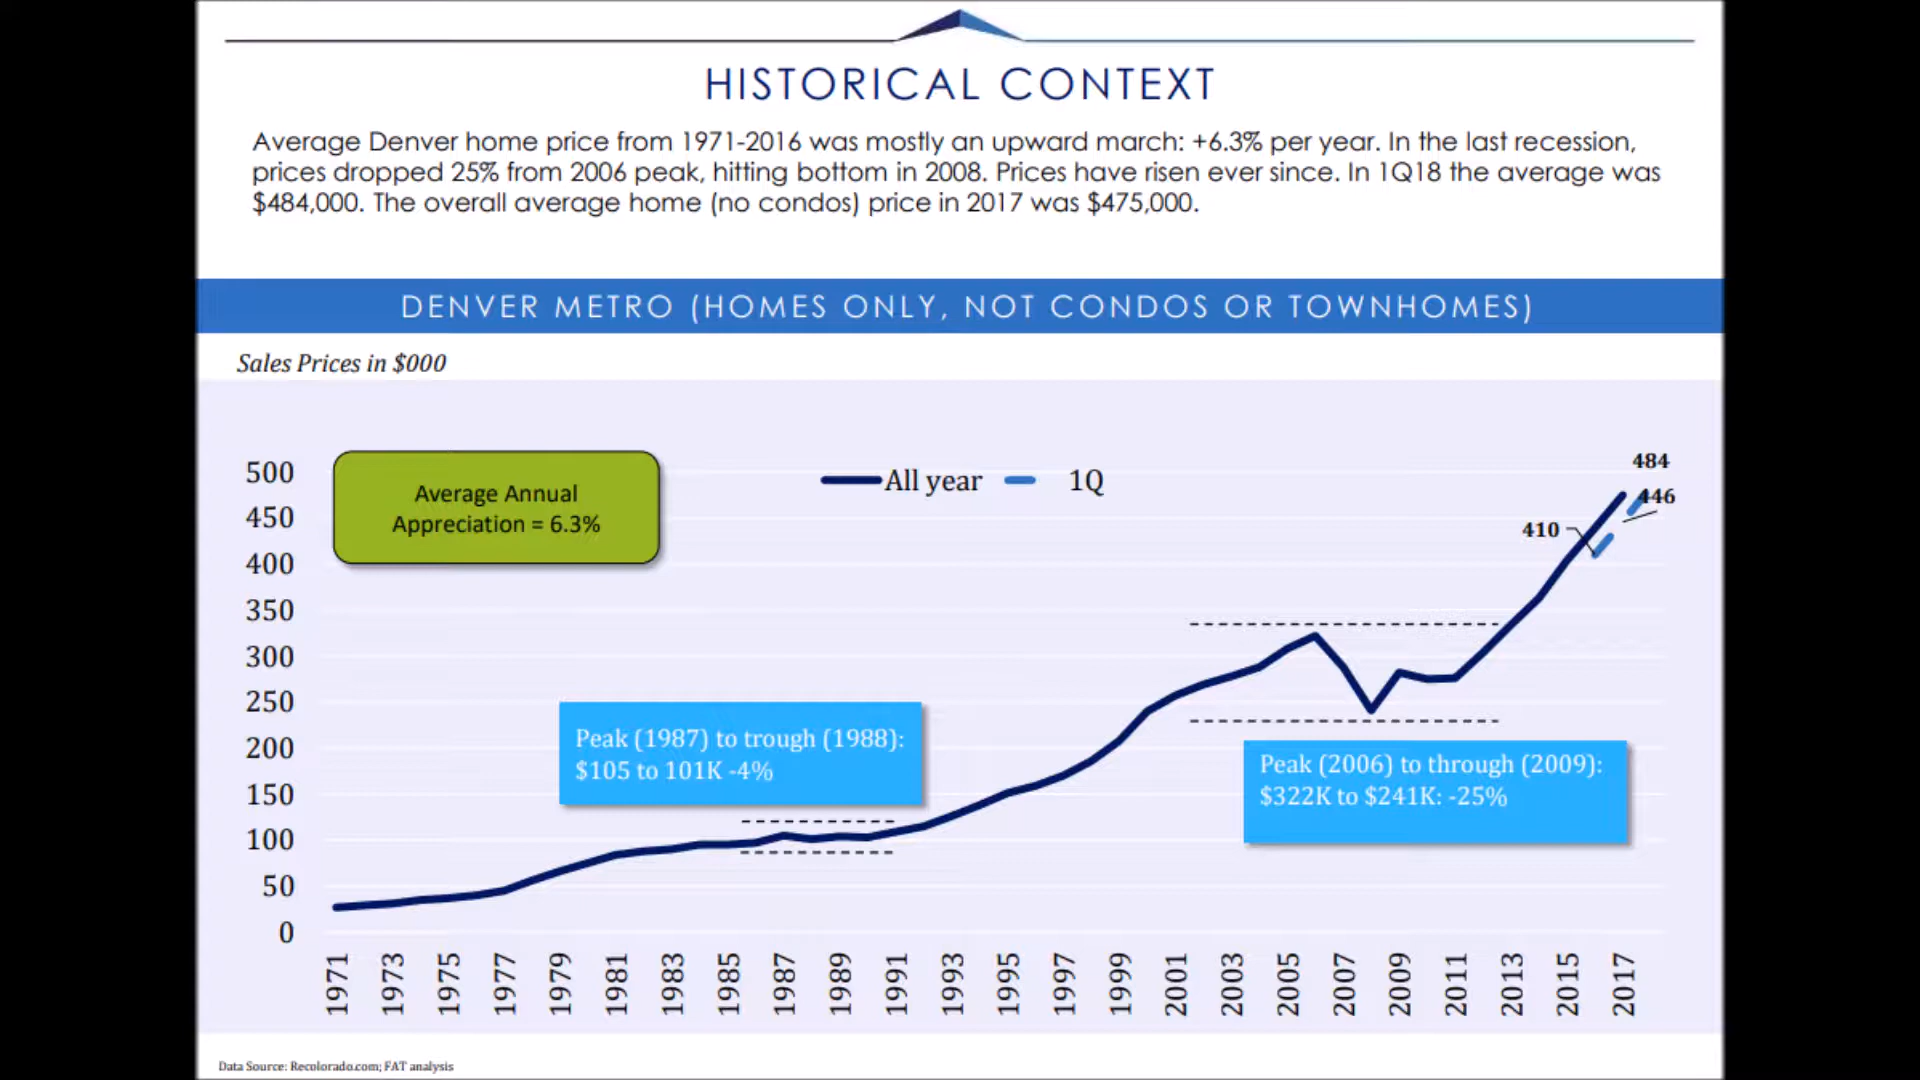 HISTORICAL CONTEXT
Average Denver home price from 1971-2016 was mostly an upward march: +6.3% per year. In the last recession,
prices dropped 25% from 2006 peak, hitting bottom in 2008. Prices have risen ever since. In 1Q18 the average was
$484,000. The overall average home (no condos) price in 2017 was $475,000.
DENVER METRO (HOMES ONLY, NOT CONDOS OR TOWNHOMES)
Sales Prices in $000
500
450
400
350
300
250
200
150
100
50
0
Average Annual
Appreciation = 6.3%
All year
1Q
484
446
410
Peak (1987) to trough (1988):
$105 to 101K -4%
Peak (2006) to through (2009):
$322K to $241K: -25%
1971
1973
1975
1977
1979
1981
1983
1985
1987
1989
1991
1993
1995
1997
1999
2001
2003
2005
2007
2009
2011
2013
2015
2017
Data Source: Recolorado.com; FAT analysis